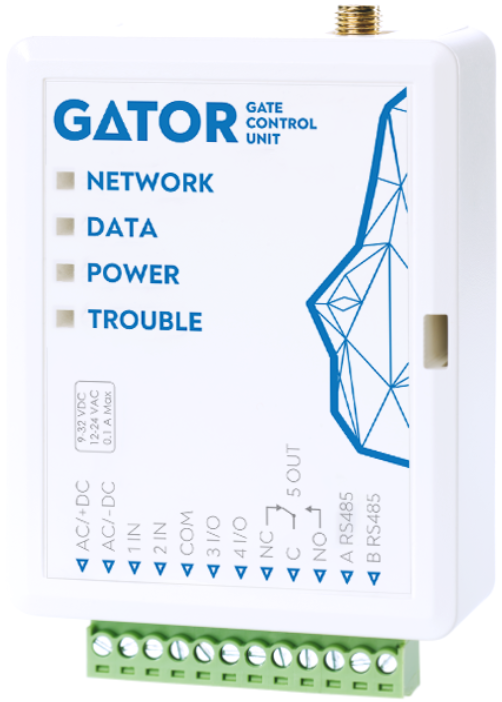 GATOR
GATE
CONTROL
UNIT
NETWORK
DATA
POWER
TROUBLE
9-32 VDC
12-24 VAC
0.1 A Max
AC/+DC
AC/-DC
1 IN
2 IN
COM
3 I/O
4 I/O
NC
C
NO
5 OUT
A RS485
B RS485